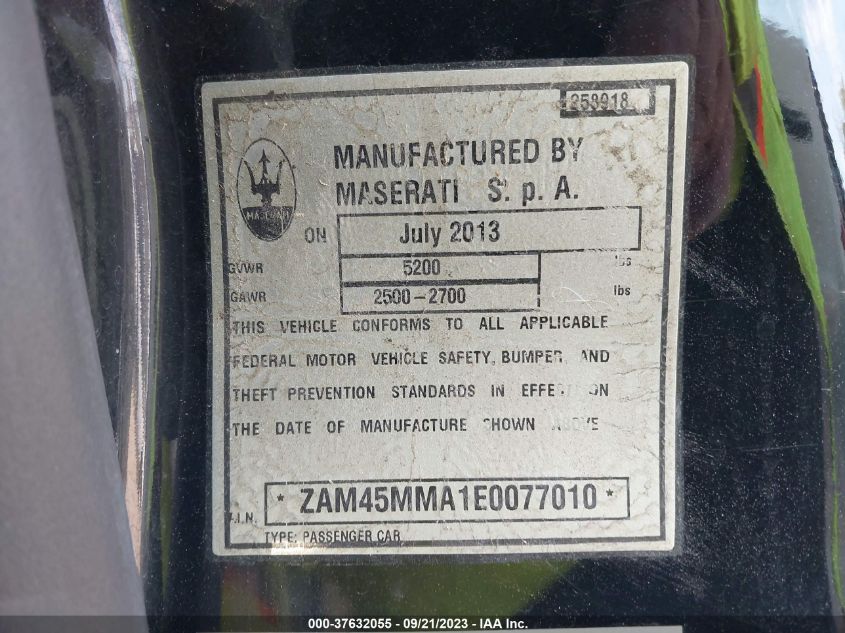 258918
MANUFACTURED BY
MASERATI S. p. A.
MASERATI
ON July 2013
GVWR 5200 lbs
GAWR 2500-2700 lbs
THIS VEHICLE CONFORMS TO ALL APPLICABLE
FEDERAL MOTOR VEHICLE SAFETY, BUMPER, AND
THEFT PREVENTION STANDARDS IN EFFECT ON
THE DATE OF MANUFACTURE SHOWN ABOVE
V.I.N. * ZAM45MMA1E0077010 *
TYPE: PASSENGER CAR
000-37632055 - 09/21/2023 - IAA Inc.